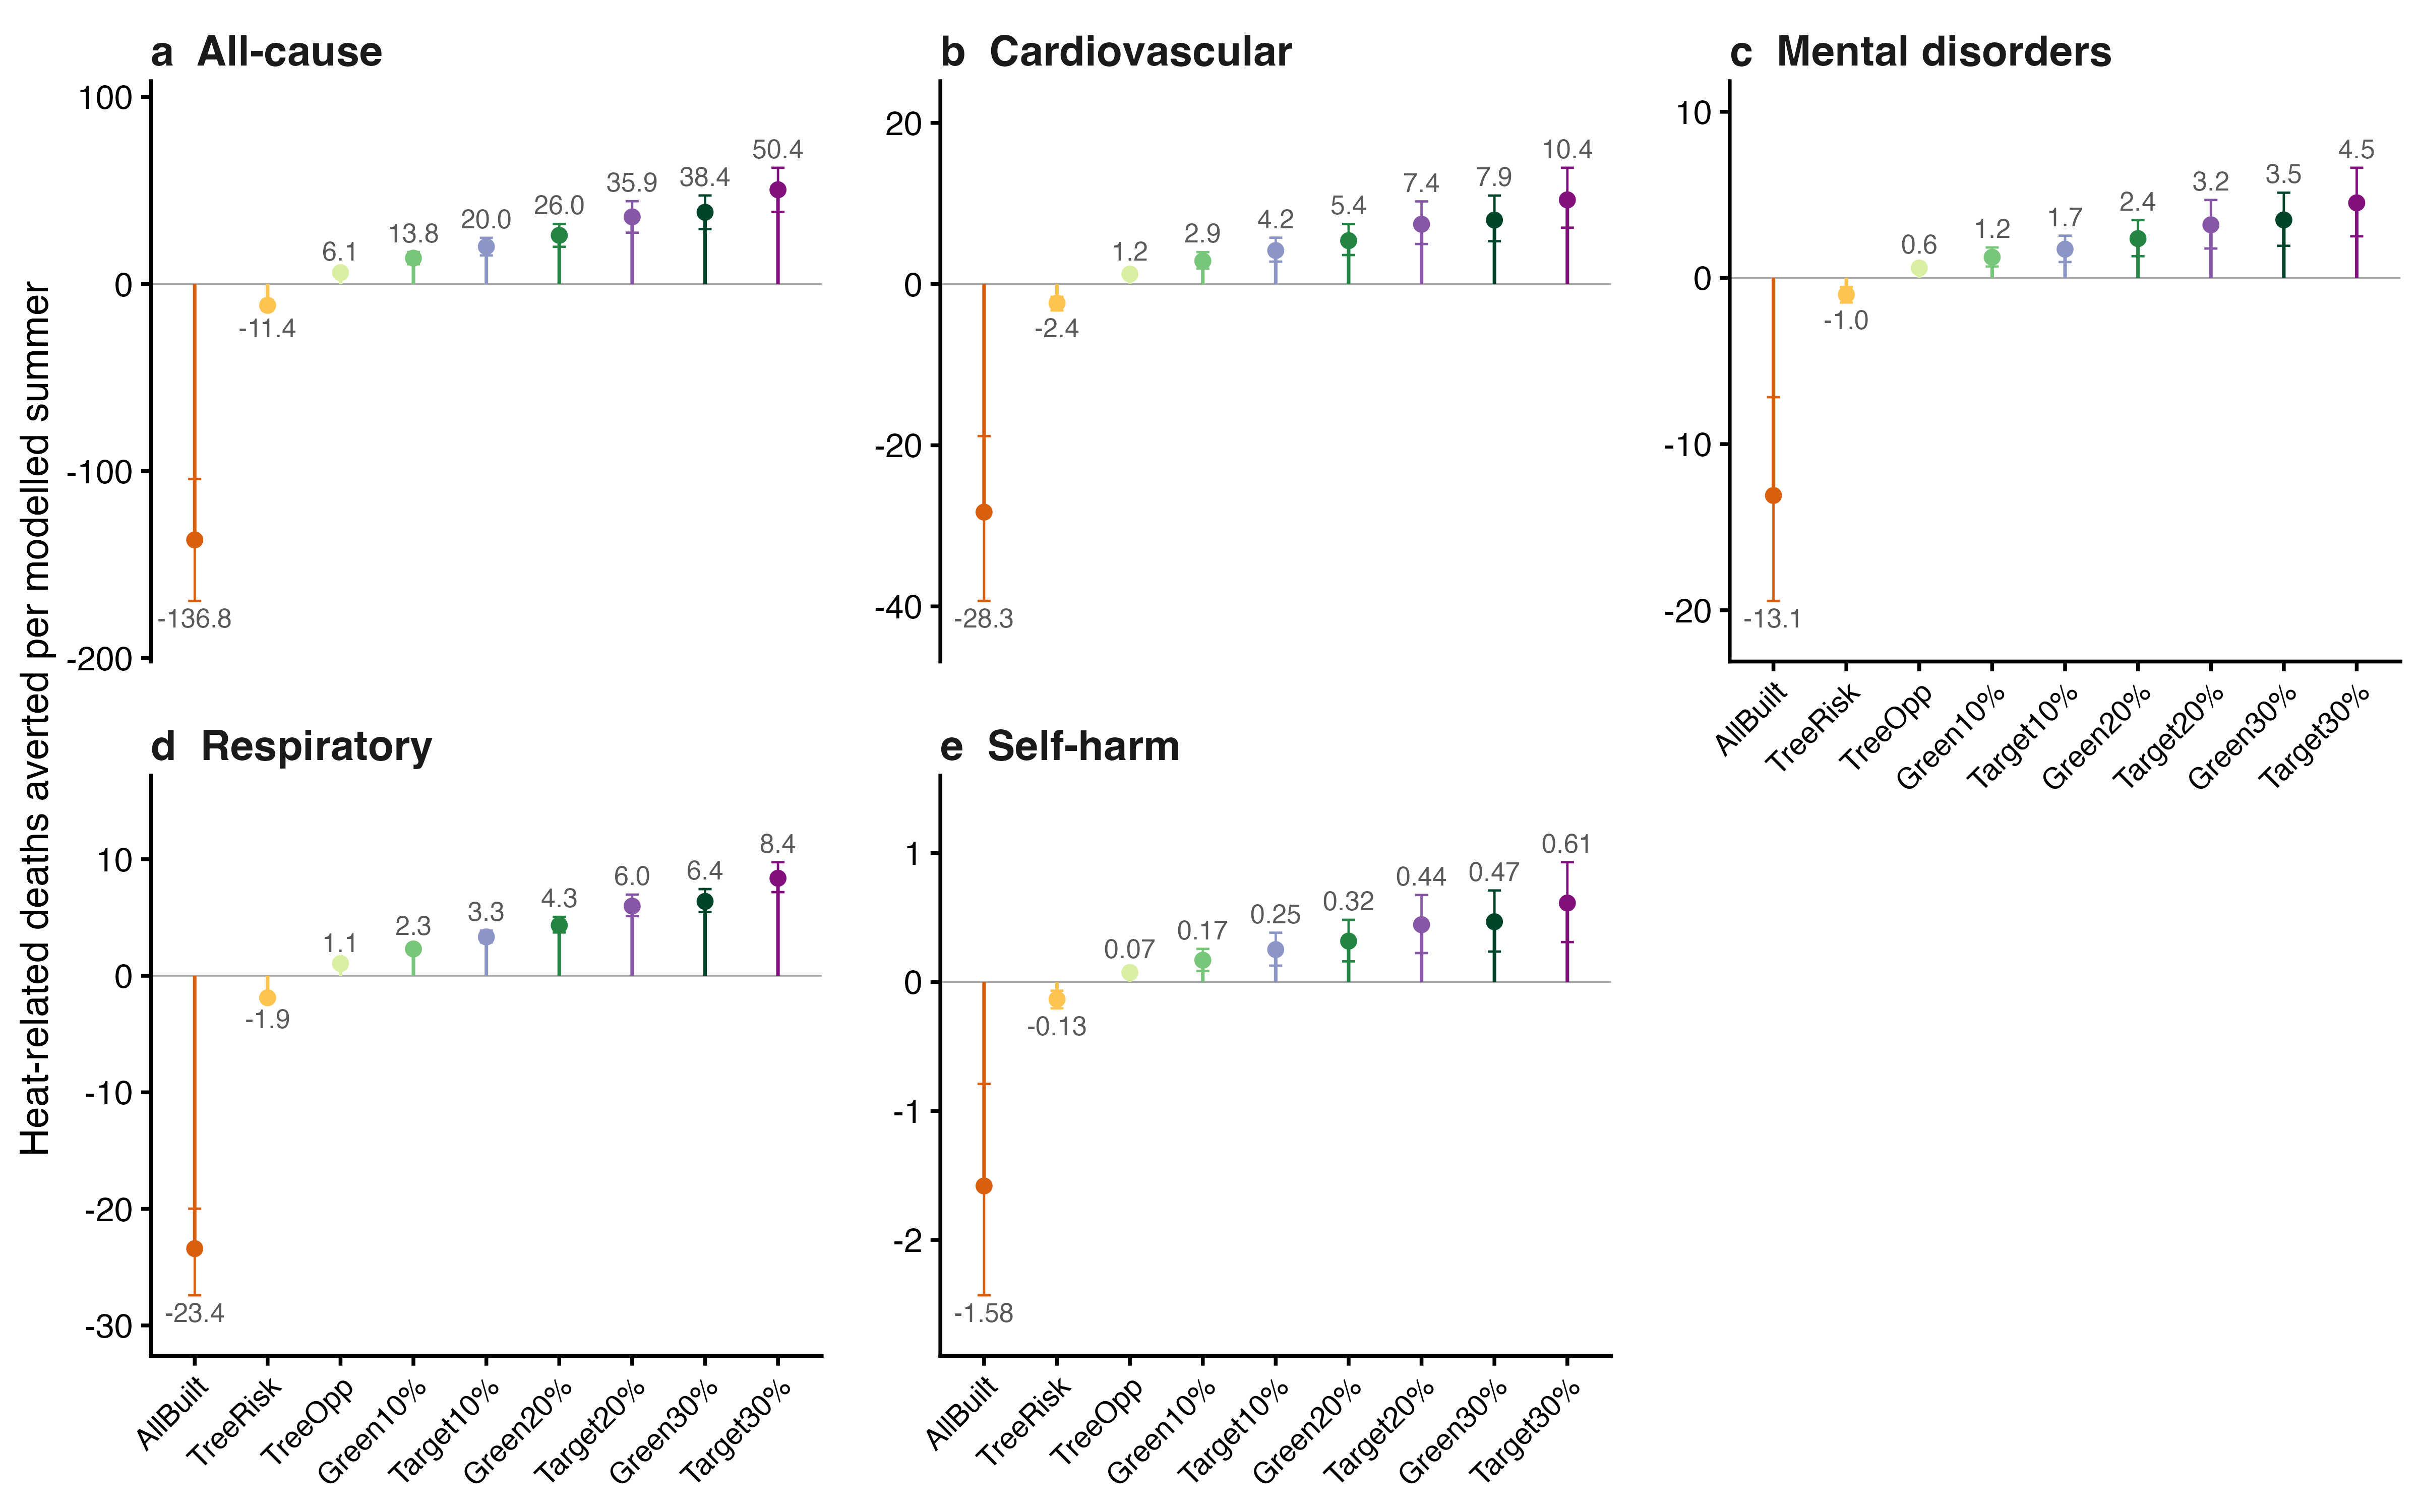 a All-cause
b Cardiovascular
c Mental disorders
Heat-related deaths averted per modelled summer
100
0
-100
-200
-136.8
-11.4
6.1
13.8
20.0
26.0
35.9
38.4
50.4
20
0
-20
-40
-28.3
-2.4
1.2
2.9
4.2
5.4
7.4
7.9
10.4
10
0
-10
-20
-13.1
-1.0
0.6
1.2
1.7
2.4
3.2
3.5
4.5
AllBuilt
TreeRisk
TreeOpp
Green10%
Target10%
Green20%
Target20%
Green30%
Target30%
d Respiratory
e Self-harm
10
0
-10
-20
-30
-23.4
-1.9
1.1
2.3
3.3
4.3
6.0
6.4
8.4
AllBuilt
TreeRisk
TreeOpp
Green10%
Target10%
Green20%
Target20%
Green30%
Target30%
1
0
-1
-2
-1.58
-0.13
0.07
0.17
0.25
0.32
0.44
0.47
0.61
AllBuilt
TreeRisk
TreeOpp
Green10%
Target10%
Green20%
Target20%
Green30%
Target30%